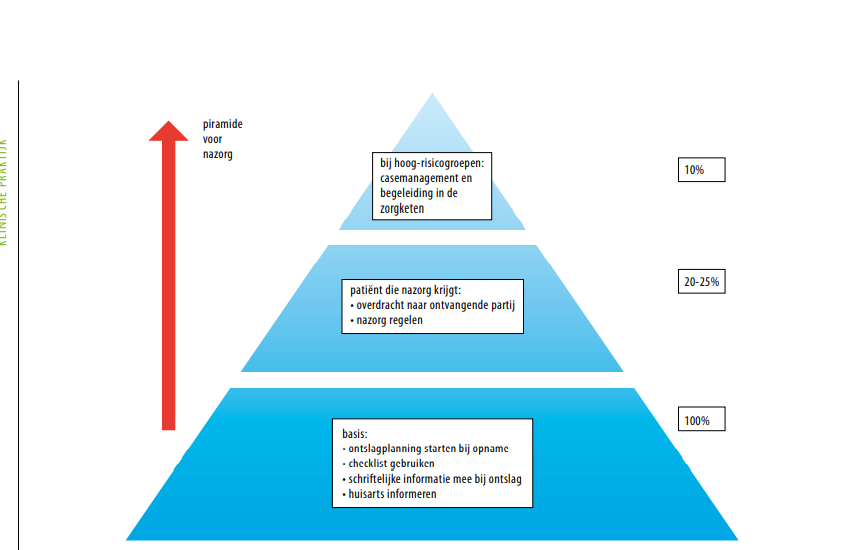 KLINISCHE PRAKTIJK
piramide
voor
nazorg
bij hoog-risicogroepen:
casemanagement en
begeleiding in de
zorgketen
10%
patiënt die nazorg krijgt:
• overdracht naar ontvangende partij
• nazorg regelen
20-25%
100%
basis:
• ontslagplanning starten bij opname
• checklist gebruiken
• schriftelijke informatie mee bij ontslag
• huisarts informeren